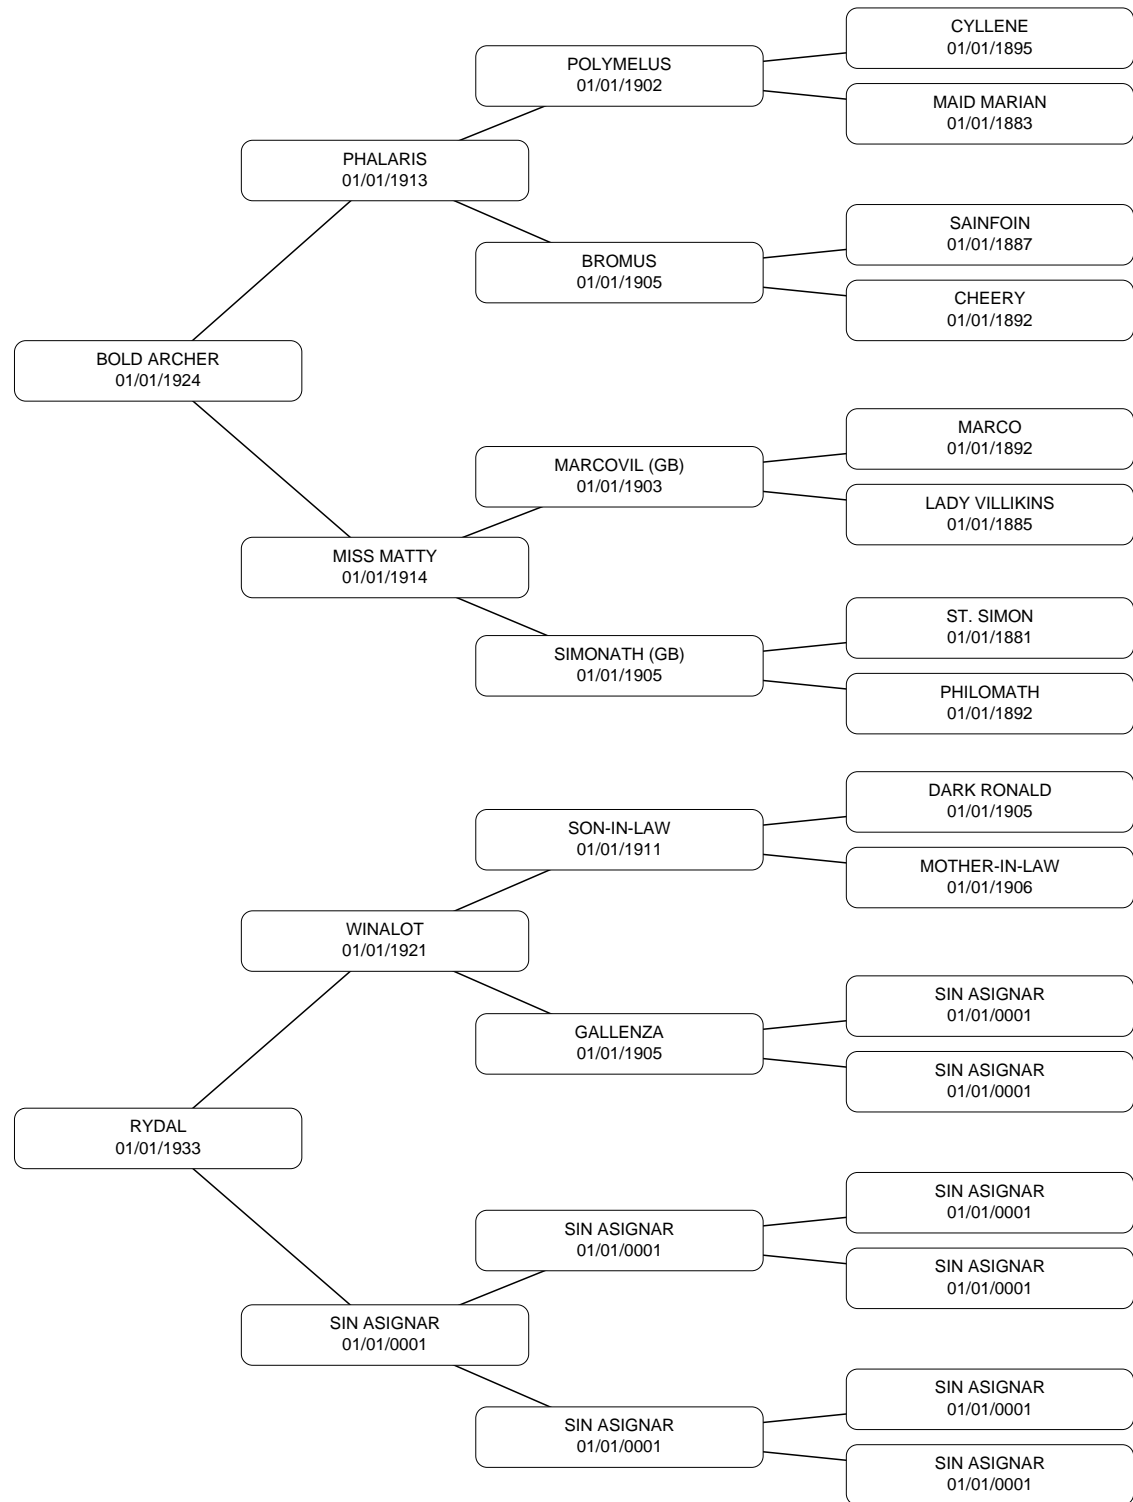 CYLLENE
01/01/1895
POLYMELUS
01/01/1902
MAID MARIAN
01/01/1883
PHALARIS
01/01/1913
SAINFOIN
01/01/1887
BROMUS
01/01/1905
CHEERY
01/01/1892
BOLD ARCHER
01/01/1924
MARCO
01/01/1892
MARCOVIL (GB)
01/01/1903
LADY VILLIKINS
01/01/1885
MISS MATTY
01/01/1914
ST. SIMON
01/01/1881
SIMONATH (GB)
01/01/1905
PHILOMATH
01/01/1892
DARK RONALD
01/01/1905
SON-IN-LAW
01/01/1911
MOTHER-IN-LAW
01/01/1906
WINALOT
01/01/1921
SIN ASIGNAR
01/01/0001
GALLENZA
01/01/1905
SIN ASIGNAR
01/01/0001
RYDAL
01/01/1933
SIN ASIGNAR
01/01/0001
SIN ASIGNAR
01/01/0001
SIN ASIGNAR
01/01/0001
SIN ASIGNAR
01/01/0001
SIN ASIGNAR
01/01/0001
SIN ASIGNAR
01/01/0001
SIN ASIGNAR
01/01/0001